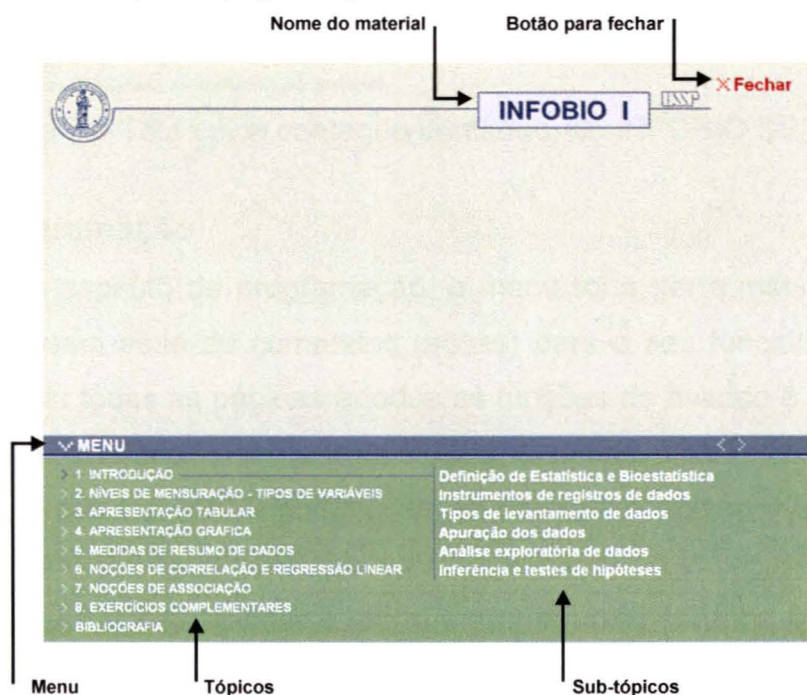 Nome do material
Botão para fechar
Fechar
INFOBIO I
MENU
< >
> 1. INTRODUÇÃO
> 2. NÍVEIS DE MENSURAÇÃO - TIPOS DE VARIÁVEIS
> 3. APRESENTAÇÃO TABULAR
> 4. APRESENTAÇÃO GRÁFICA
> 5. MEDIDAS DE RESUMO DE DADOS
> 6. NOÇÕES DE CORRELAÇÃO E REGRESSÃO LINEAR
> 7. NOÇÕES DE ASSOCIAÇÃO
> 8. EXERCÍCIOS COMPLEMENTARES
> BIBLIOGRAFIA
Definição de Estatística e Bioestatística
Instrumentos de registros de dados
Tipos de levantamento de dados
Apuração dos dados
Análise exploratória de dados
Inferência e testes de hipóteses
Menu
Tópicos
Sub-tópicos